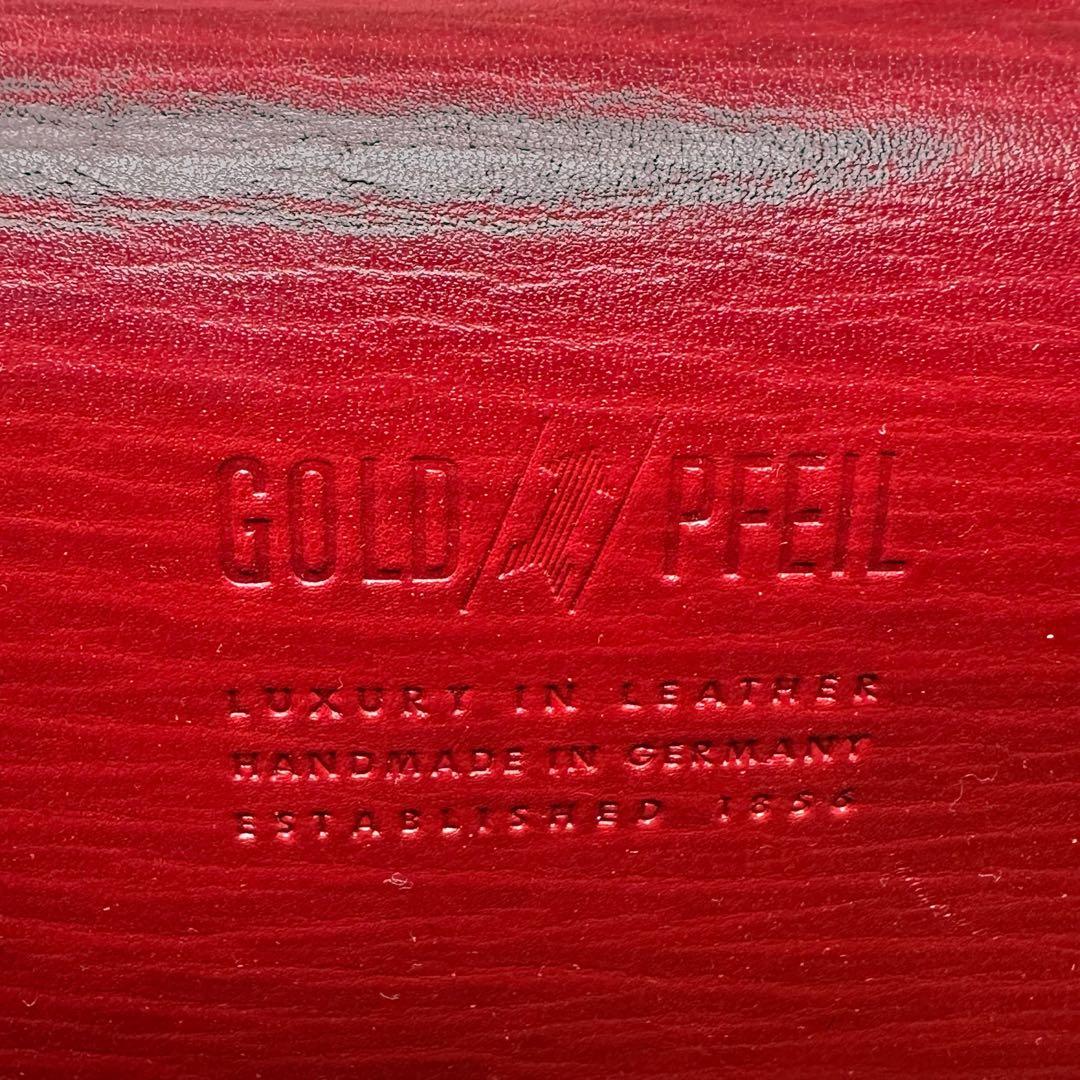 GOLD PFEIL
LUXURY IN LEATHER
HANDMADE IN GERMANY
ESTABLISHED 1856